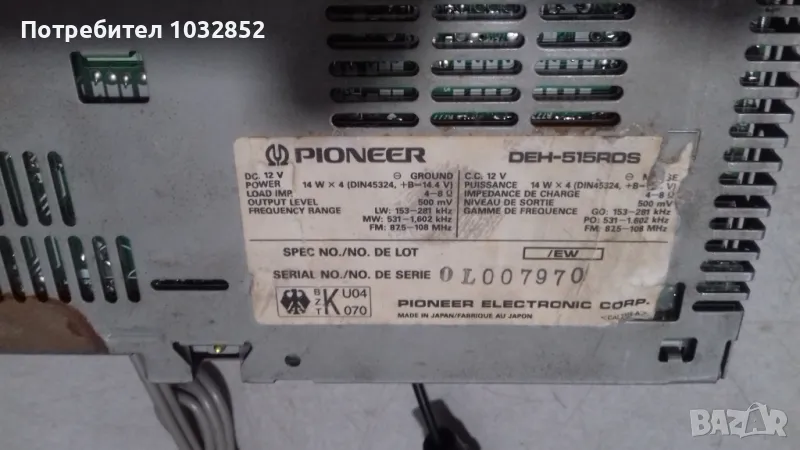 Потребител 1032852
PIONEER DEH-515RDS
DC. 12 V ⊖ GROUND
POWER 14 W × 4 (DIN45324, +B=14.4 V)
LOAD IMP. 4–8 Ω
OUTPUT LEVEL 500 mV
FREQUENCY RANGE LW: 153–281 kHz
MW: 531–1,602 kHz
FM: 87.5–108 MHz
C.C. 12 V ⊖
PUISSANCE 14 W × 4 (DIN45324, +B=
IMPEDANCE DE CHARGE 4–8 Ω
NIVEAU DE SORTIE 500 mV
GAMME DE FREQUENCE GO: 153–281 kHz
PO: 531–1,602 kHz
FM: 87.5–108 MHz
SPEC NO./NO. DE LOT /EW
SERIAL NO./NO. DE SERIE 0L007970
BZT K U04 070
PIONEER ELECTRONIC CORP.
MADE IN JAPAN/FABRIQUE AU JAPON
BAZAR